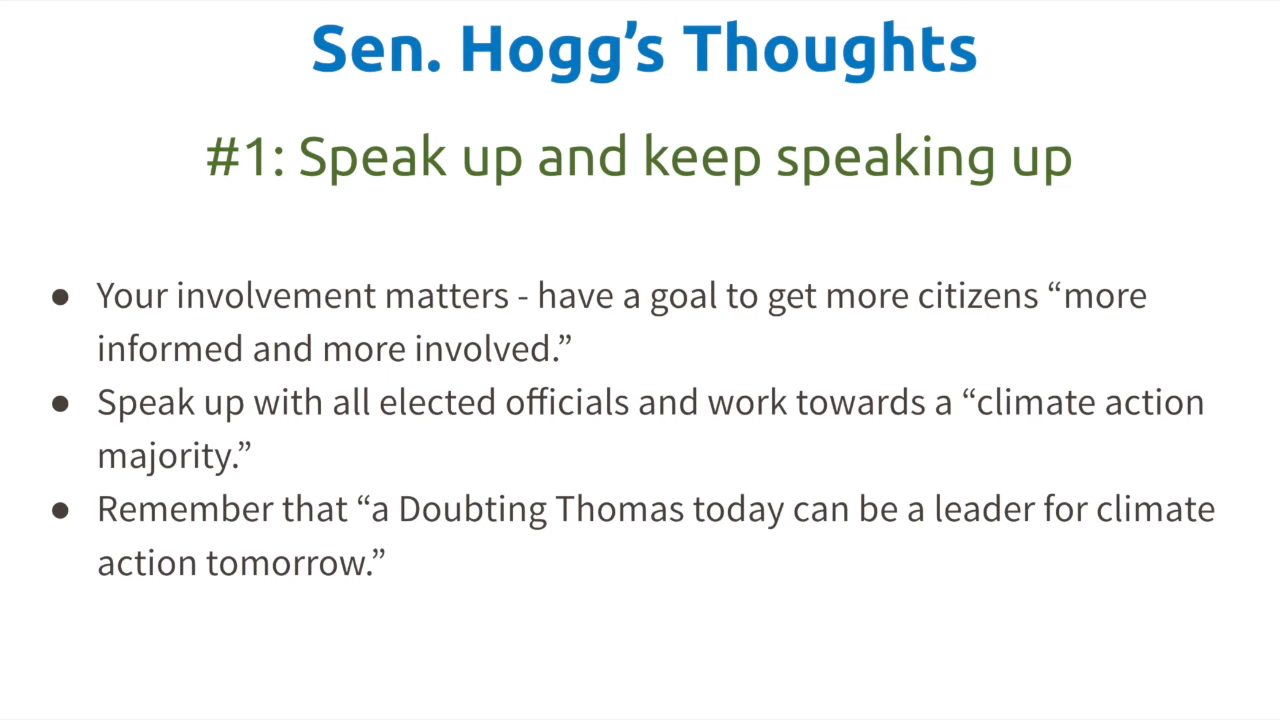 Sen. Hogg’s Thoughts
#1: Speak up and keep speaking up
● Your involvement matters - have a goal to get more citizens “more
informed and more involved.”
● Speak up with all elected officials and work towards a “climate action
majority.”
● Remember that “a Doubting Thomas today can be a leader for climate
action tomorrow.”